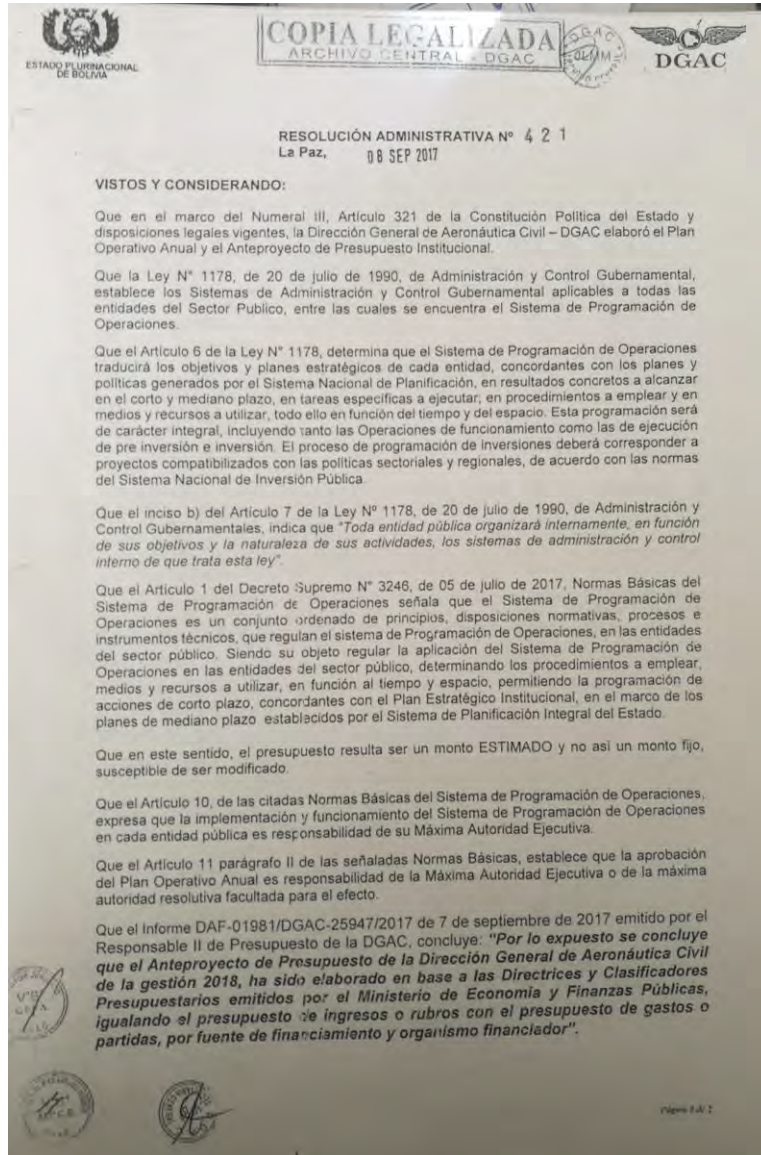 ESTADO PLURINACIONAL
DE BOLIVIA
COPIA LEGALIZADA
ARCHIVO CENTRAL - DGAC
DGAC
DGAC
RESOLUCIÓN ADMINISTRATIVA Nº 421
La Paz, 08 SEP 2017
VISTOS Y CONSIDERANDO:
Que en el marco del Numeral III, Artículo 321 de la Constitución Política del Estado y
disposiciones legales vigentes, la Dirección General de Aeronáutica Civil – DGAC elaboró el Plan
Operativo Anual y el Anteproyecto de Presupuesto Institucional.
Que la Ley N° 1178, de 20 de julio de 1990, de Administración y Control Gubernamental,
establece los Sistemas de Administración y Control Gubernamental aplicables a todas las
entidades del Sector Publico, entre las cuales se encuentra el Sistema de Programación de
Operaciones.
Que el Artículo 6 de la Ley N° 1178, determina que el Sistema de Programación de Operaciones
traducirá los objetivos y planes estratégicos de cada entidad, concordantes con los planes y
políticas generados por el Sistema Nacional de Planificación, en resultados concretos a alcanzar
en el corto y mediano plazo, en tareas específicas a ejecutar; en procedimientos a emplear y en
medios y recursos a utilizar, todo ello en función del tiempo y del espacio. Esta programación será
de carácter integral, incluyendo tanto las Operaciones de funcionamiento como las de ejecución
de pre inversión e inversión. El proceso de programación de inversiones deberá corresponder a
proyectos compatibilizados con las políticas sectoriales y regionales, de acuerdo con las normas
del Sistema Nacional de Inversión Pública.
Que el inciso b) del Artículo 7 de la Ley Nº 1178, de 20 de julio de 1990, de Administración y
Control Gubernamentales, indica que "Toda entidad pública organizará internamente, en función
de sus objetivos y la naturaleza de sus actividades, los sistemas de administración y control
interno de que trata esta ley".
Que el Artículo 1 del Decreto Supremo N° 3246, de 05 de julio de 2017, Normas Básicas del
Sistema de Programación de Operaciones señala que el Sistema de Programación de
Operaciones es un conjunto ordenado de principios, disposiciones normativas, procesos e
instrumentos técnicos, que regulan el sistema de Programación de Operaciones, en las entidades
del sector público. Siendo su objeto regular la aplicación del Sistema de Programación de
Operaciones en las entidades del sector público, determinando los procedimientos a emplear,
medios y recursos a utilizar, en función al tiempo y espacio, permitiendo la programación de
acciones de corto plazo, concordantes con el Plan Estratégico Institucional, en el marco de los
planes de mediano plazo establecidos por el Sistema de Planificación Integral del Estado.
Que en este sentido, el presupuesto resulta ser un monto ESTIMADO y no así un monto fijo,
susceptible de ser modificado.
Que el Artículo 10, de las citadas Normas Básicas del Sistema de Programación de Operaciones,
expresa que la implementación y funcionamiento del Sistema de Programación de Operaciones
en cada entidad pública es responsabilidad de su Máxima Autoridad Ejecutiva.
Que el Artículo 11 parágrafo II de las señaladas Normas Básicas, establece que la aprobación
del Plan Operativo Anual es responsabilidad de la Máxima Autoridad Ejecutiva o de la máxima
autoridad resolutiva facultada para el efecto.
Que el Informe DAF-01981/DGAC-25947/2017 de 7 de septiembre de 2017 emitido por el
Responsable II de Presupuesto de la DGAC, concluye: "Por lo expuesto se concluye
que el Anteproyecto de Presupuesto de la Dirección General de Aeronáutica Civil
de la gestión 2018, ha sido elaborado en base a las Directrices y Clasificadores
Presupuestarios emitidos por el Ministerio de Economía y Finanzas Públicas,
igualando el presupuesto de ingresos o rubros con el presupuesto de gastos o
partidas, por fuente de financiamiento y organismo financiador".
Página 1 de 2